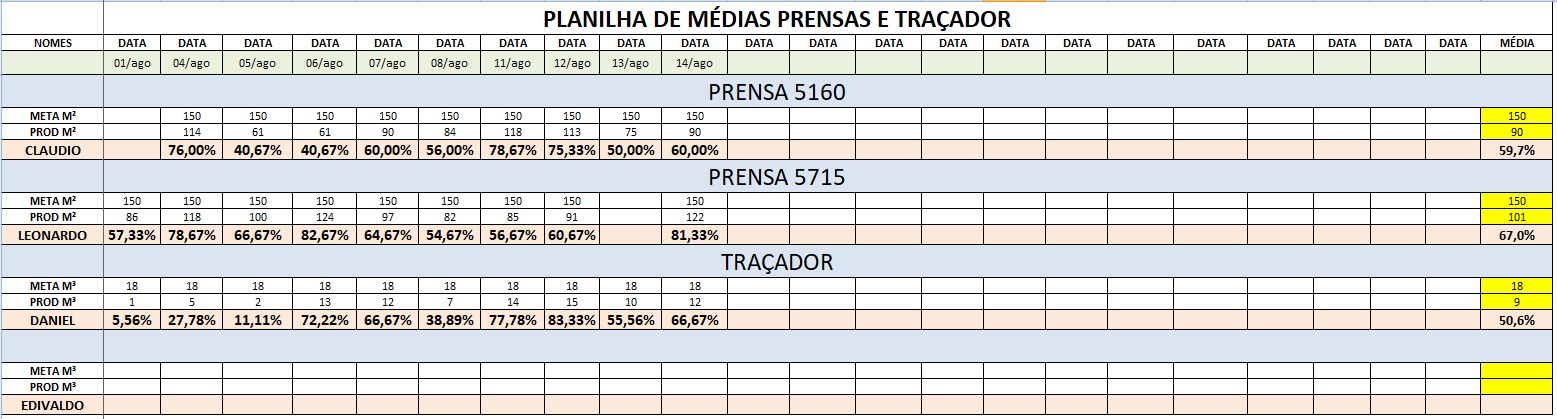 PLANILHA DE MÉDIAS PRENSAS E TRAÇADOR
NOMES DATA DATA DATA DATA DATA DATA DATA DATA DATA DATA DATA DATA DATA DATA DATA DATA DATA DATA DATA DATA DATA DATA MÉDIA
01/ago 04/ago 05/ago 06/ago 07/ago 08/ago 11/ago 12/ago 13/ago 14/ago
PRENSA 5160
META M² 150 150 150 150 150 150 150 150 150 150
PROD M² 114 61 61 90 84 118 113 75 90 90
CLAUDIO 76,00% 40,67% 40,67% 60,00% 56,00% 78,67% 75,33% 50,00% 60,00% 59,7%
PRENSA 5715
META M² 150 150 150 150 150 150 150 150 150 150
PROD M² 86 118 100 124 97 82 85 91 122 101
LEONARDO 57,33% 78,67% 66,67% 82,67% 64,67% 54,67% 56,67% 60,67% 81,33% 67,0%
TRAÇADOR
META M³ 18 18 18 18 18 18 18 18 18 18 18
PROD M³ 1 5 2 13 12 7 14 15 10 12 9
DANIEL 5,56% 27,78% 11,11% 72,22% 66,67% 38,89% 77,78% 83,33% 55,56% 66,67% 50,6%
META M³
PROD M³
EDIVALDO